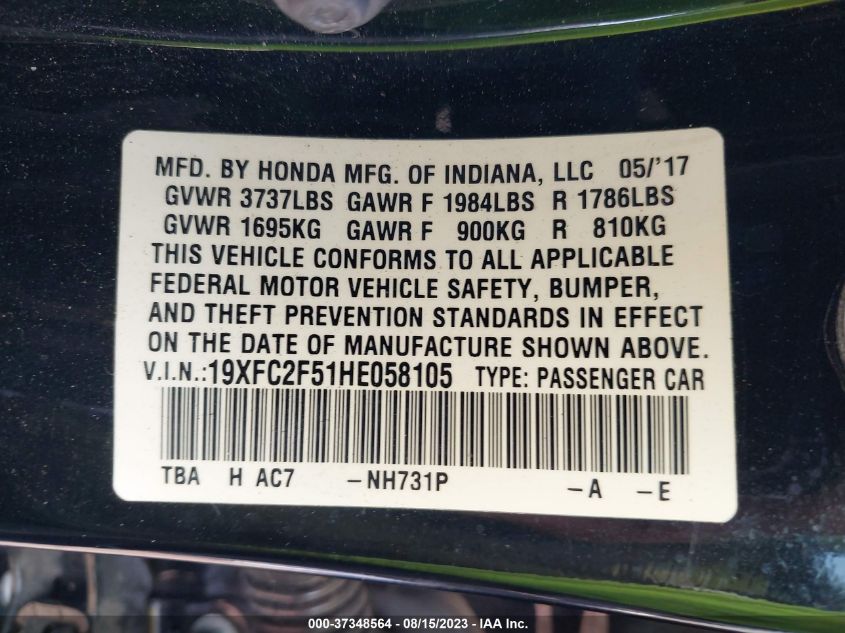 MFD. BY HONDA MFG. OF INDIANA, LLC 05/'17
GVWR 3737LBS GAWR F 1984LBS R 1786LBS
GVWR 1695KG GAWR F 900KG R 810KG
THIS VEHICLE CONFORMS TO ALL APPLICABLE
FEDERAL MOTOR VEHICLE SAFETY, BUMPER,
AND THEFT PREVENTION STANDARDS IN EFFECT
ON THE DATE OF MANUFACTURE SHOWN ABOVE.
V.I.N.:19XFC2F51HE058105 TYPE: PASSENGER CAR
TBA H AC7 –NH731P –A –E
000-37348564 — 08/15/2023 — IAA Inc.